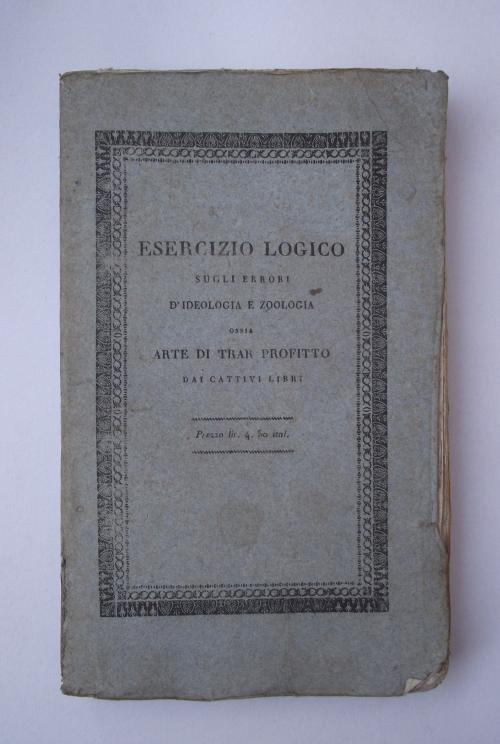 ESERCIZIO LOGICO
SUGLI ERRORI
D'IDEOLOGIA E ZOOLOGIA
OSSIA
ARTE DI TRAR PROFITTO
DAI CATTIVI LIBRI
Prezzo lir. 4. 50 ital.